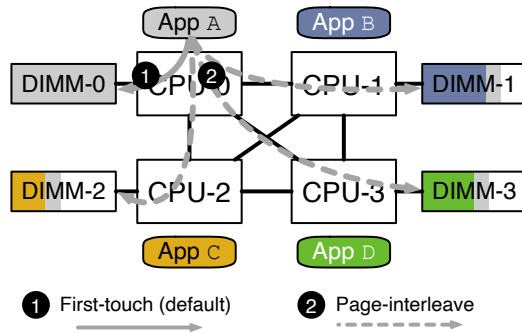 App A App B
1 2
DIMM-0 CPU-0 CPU-1 DIMM-1
DIMM-2 CPU-2 CPU-3 DIMM-3
App C App D
1 First-touch (default) 2 Page-interleave